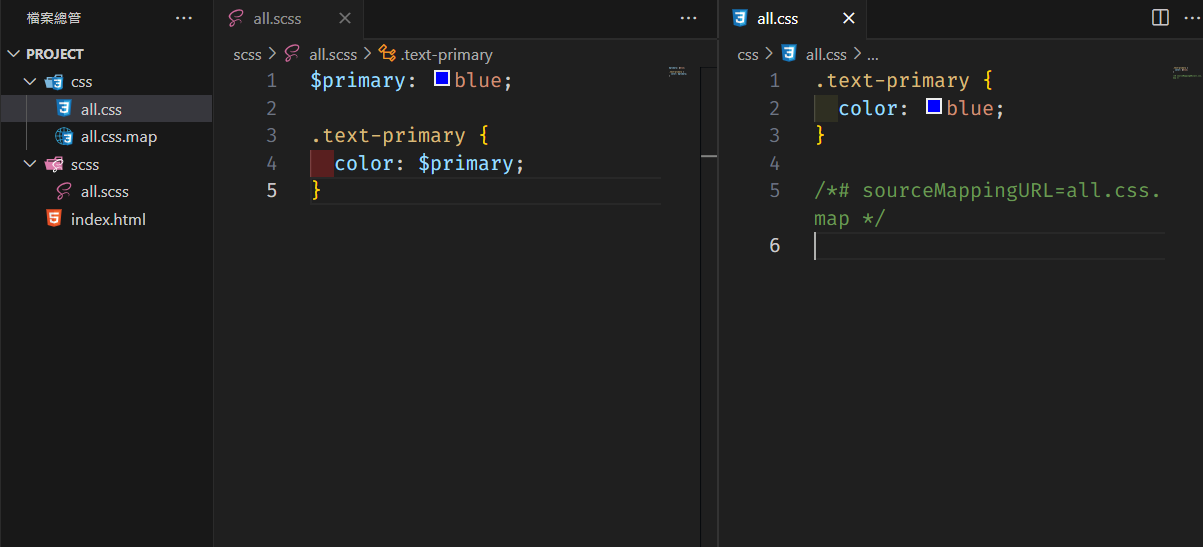 檔案總管 ···
PROJECT
css
all.css
all.css.map
scss
all.scss
index.html
all.scss ···
scss > all.scss > .text-primary
1 $primary: blue;
2
3 .text-primary {
4 color: $primary;
5 }
all.css ···
css > all.css > ...
1 .text-primary {
2 color: blue;
3 }
4
5 /*# sourceMappingURL=all.css.
map */
6